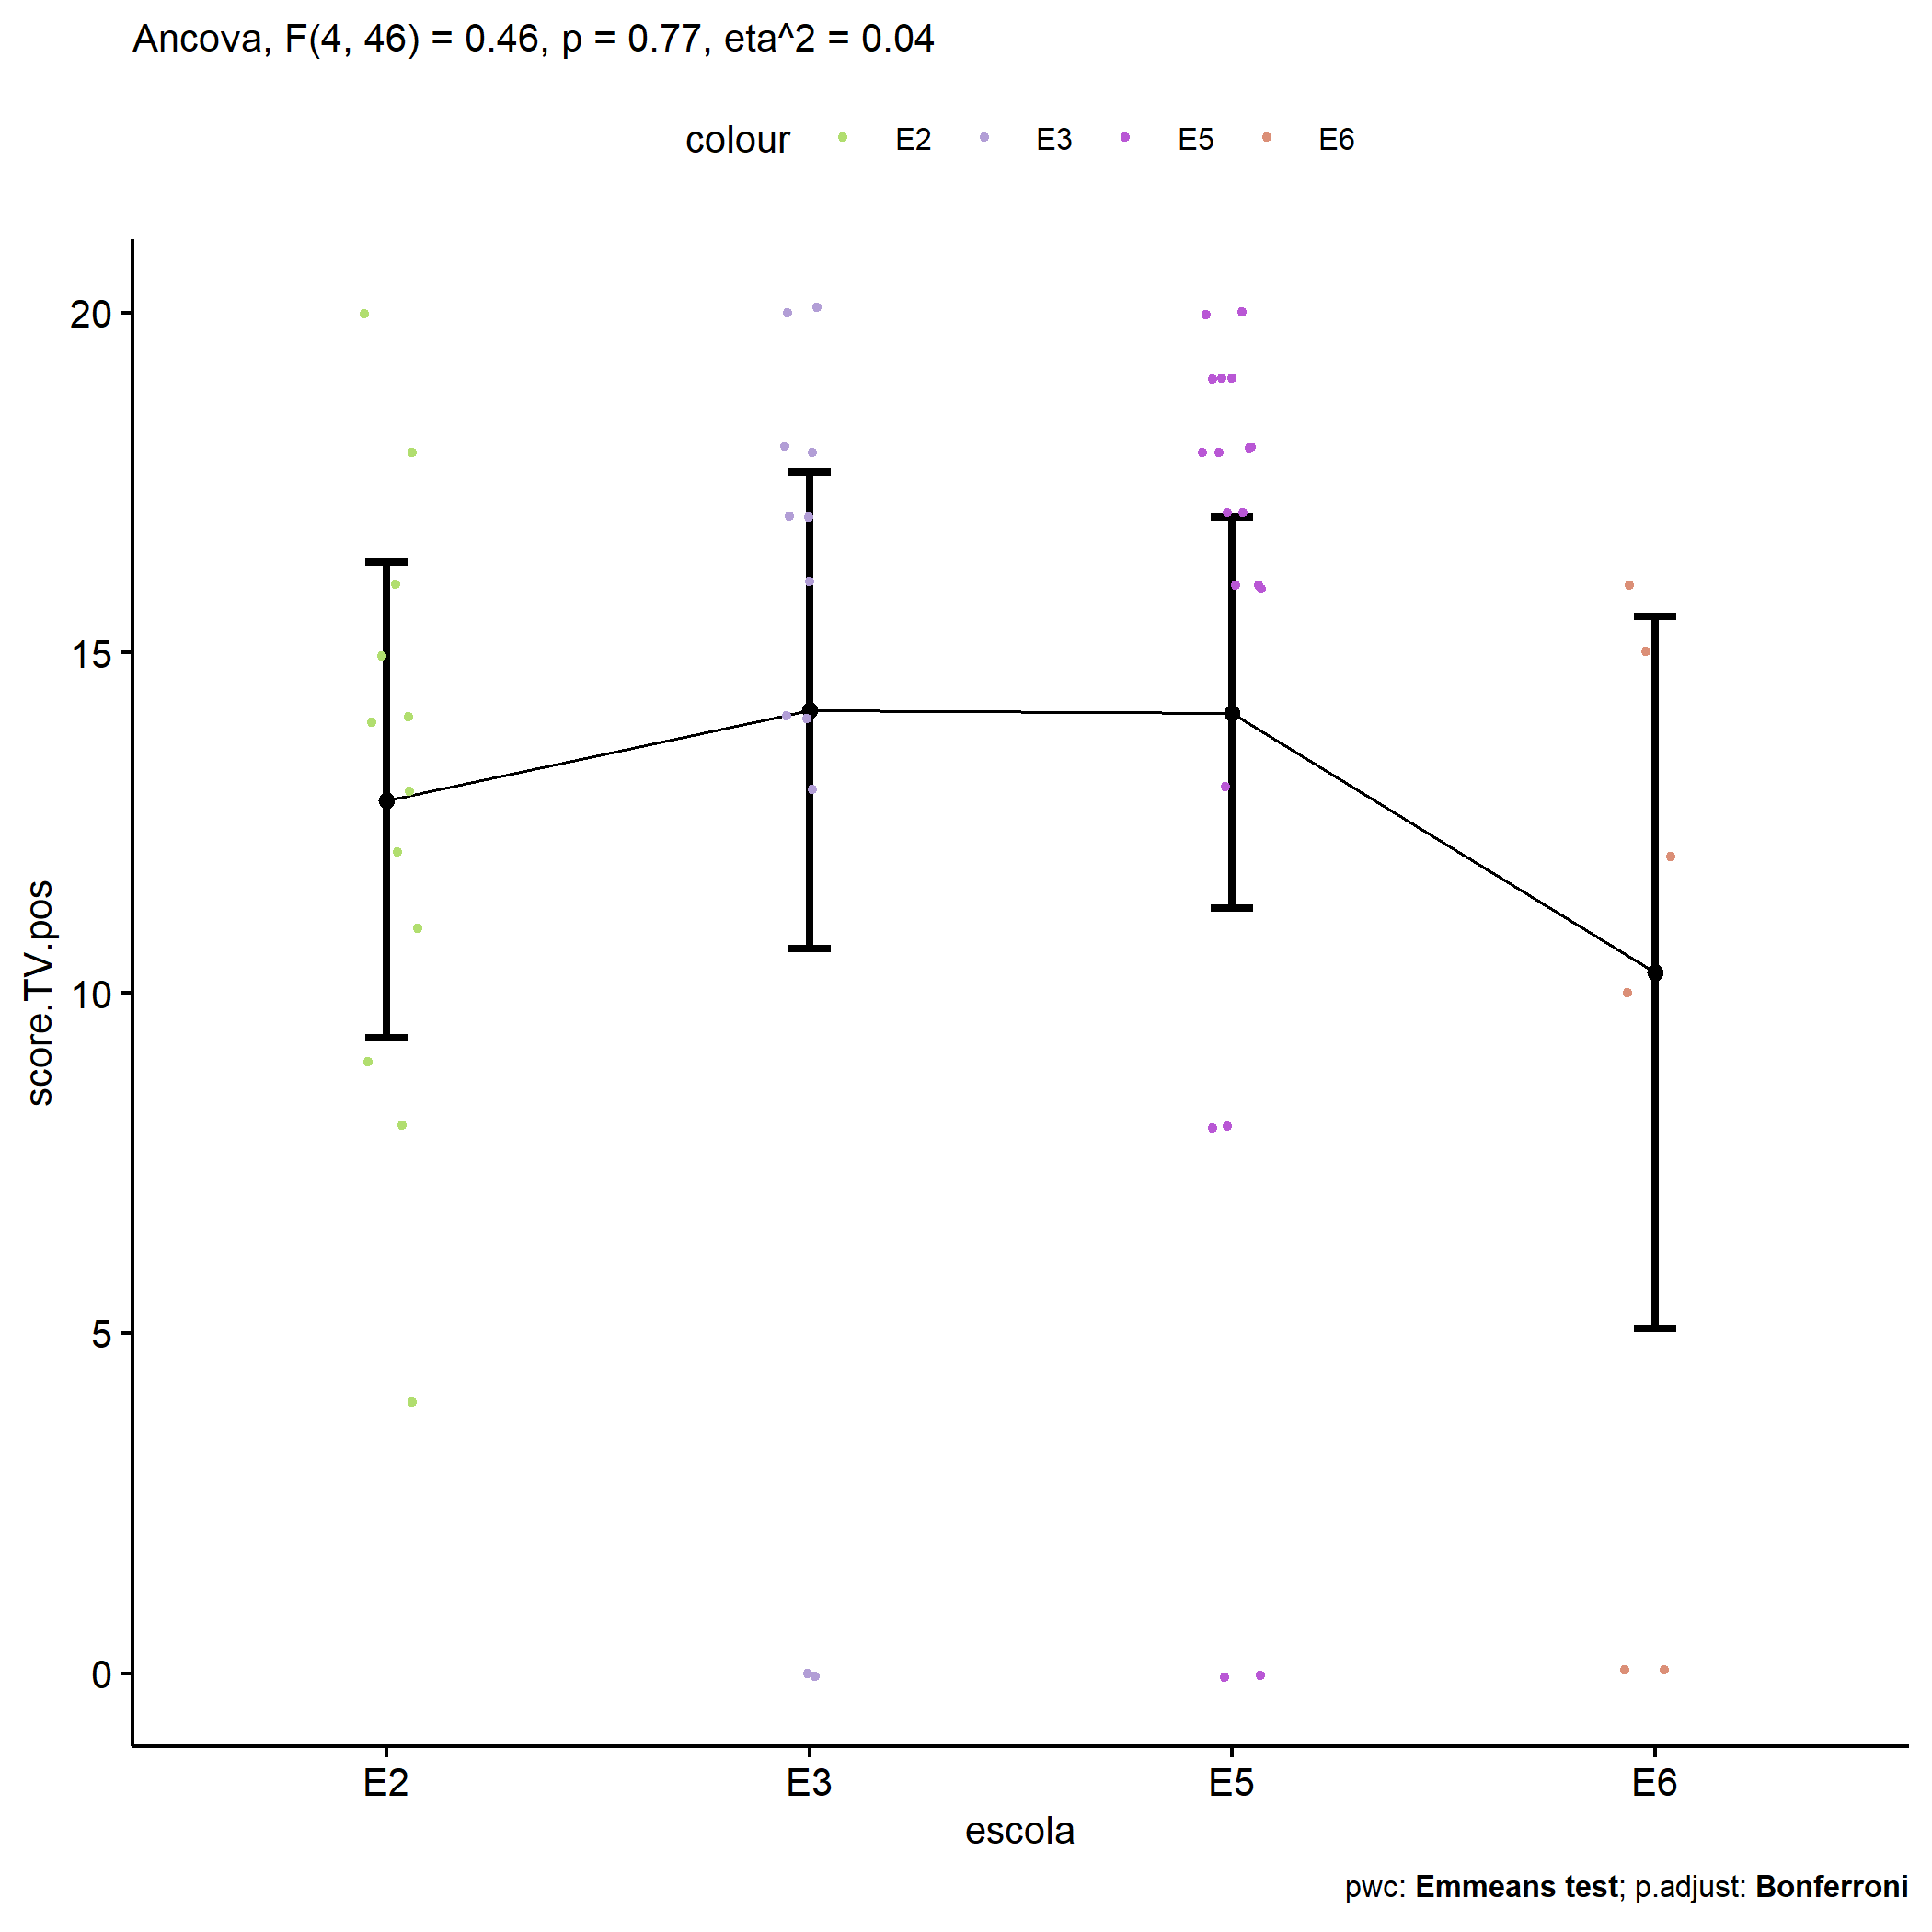 Ancova, F(4, 46) = 0.46, p = 0.77, eta^2 = 0.04
colour E2 E3 E5 E6
20
15
10
5
0
score.TV.pos
E2 E3 E5 E6
escola
pwc: Emmeans test; p.adjust: Bonferroni